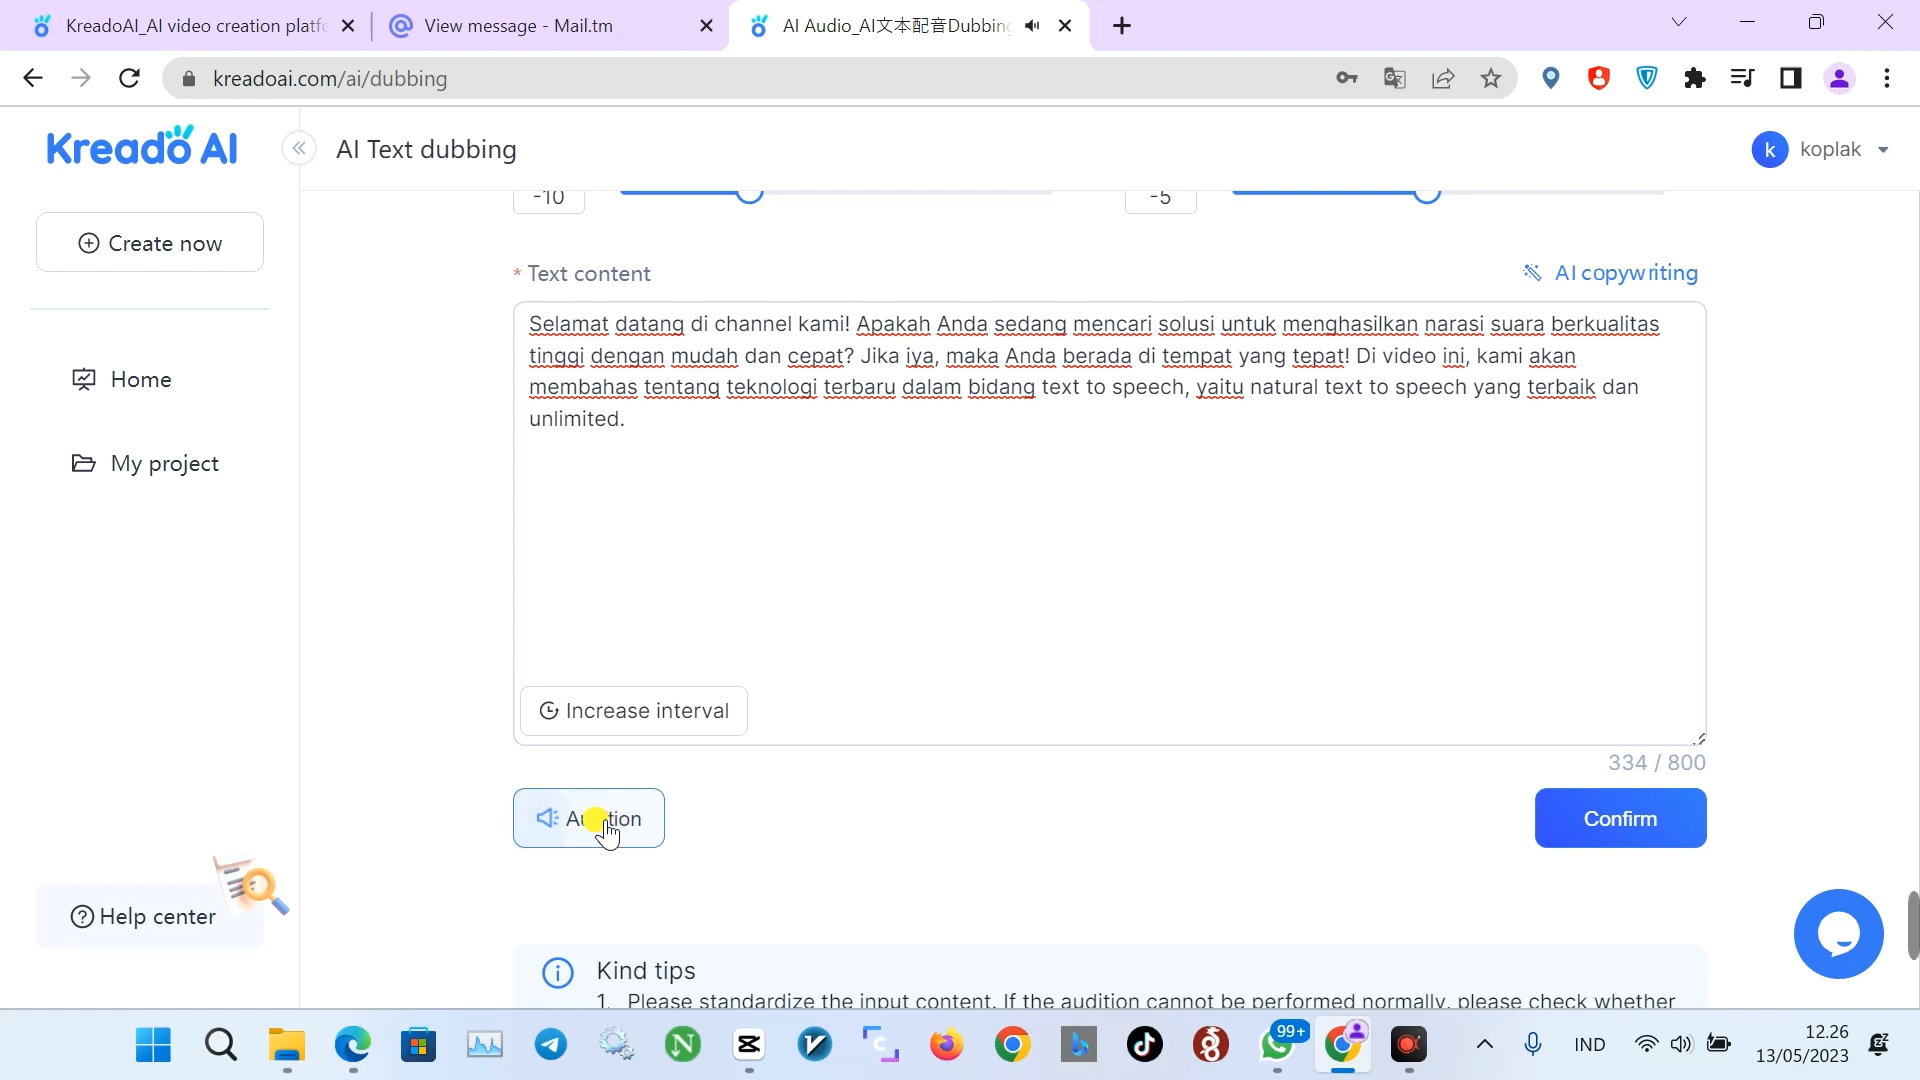 KreadoAI_AI video creation platf
View message - Mail.tm
AI Audio_AI文本配音Dubbing
kreadoai.com/ai/dubbing
Kreado AI
AI Text dubbing
k koplak
Create now
-10
-5
* Text content
AI copywriting
Home
My project
Selamat datang di channel kami! Apakah Anda sedang mencari solusi untuk menghasilkan narasi suara berkualitas
tinggi dengan mudah dan cepat? Jika iya, maka Anda berada di tempat yang tepat! Di video ini, kami akan
membahas tentang teknologi terbaru dalam bidang text to speech, yaitu natural text to speech yang terbaik dan
unlimited.
Increase interval
334 / 800
Audition
Confirm
Help center
Kind tips
1. Please standardize the input content. If the audition cannot be performed normally, please check whether
99+
IND
12.26
13/05/2023